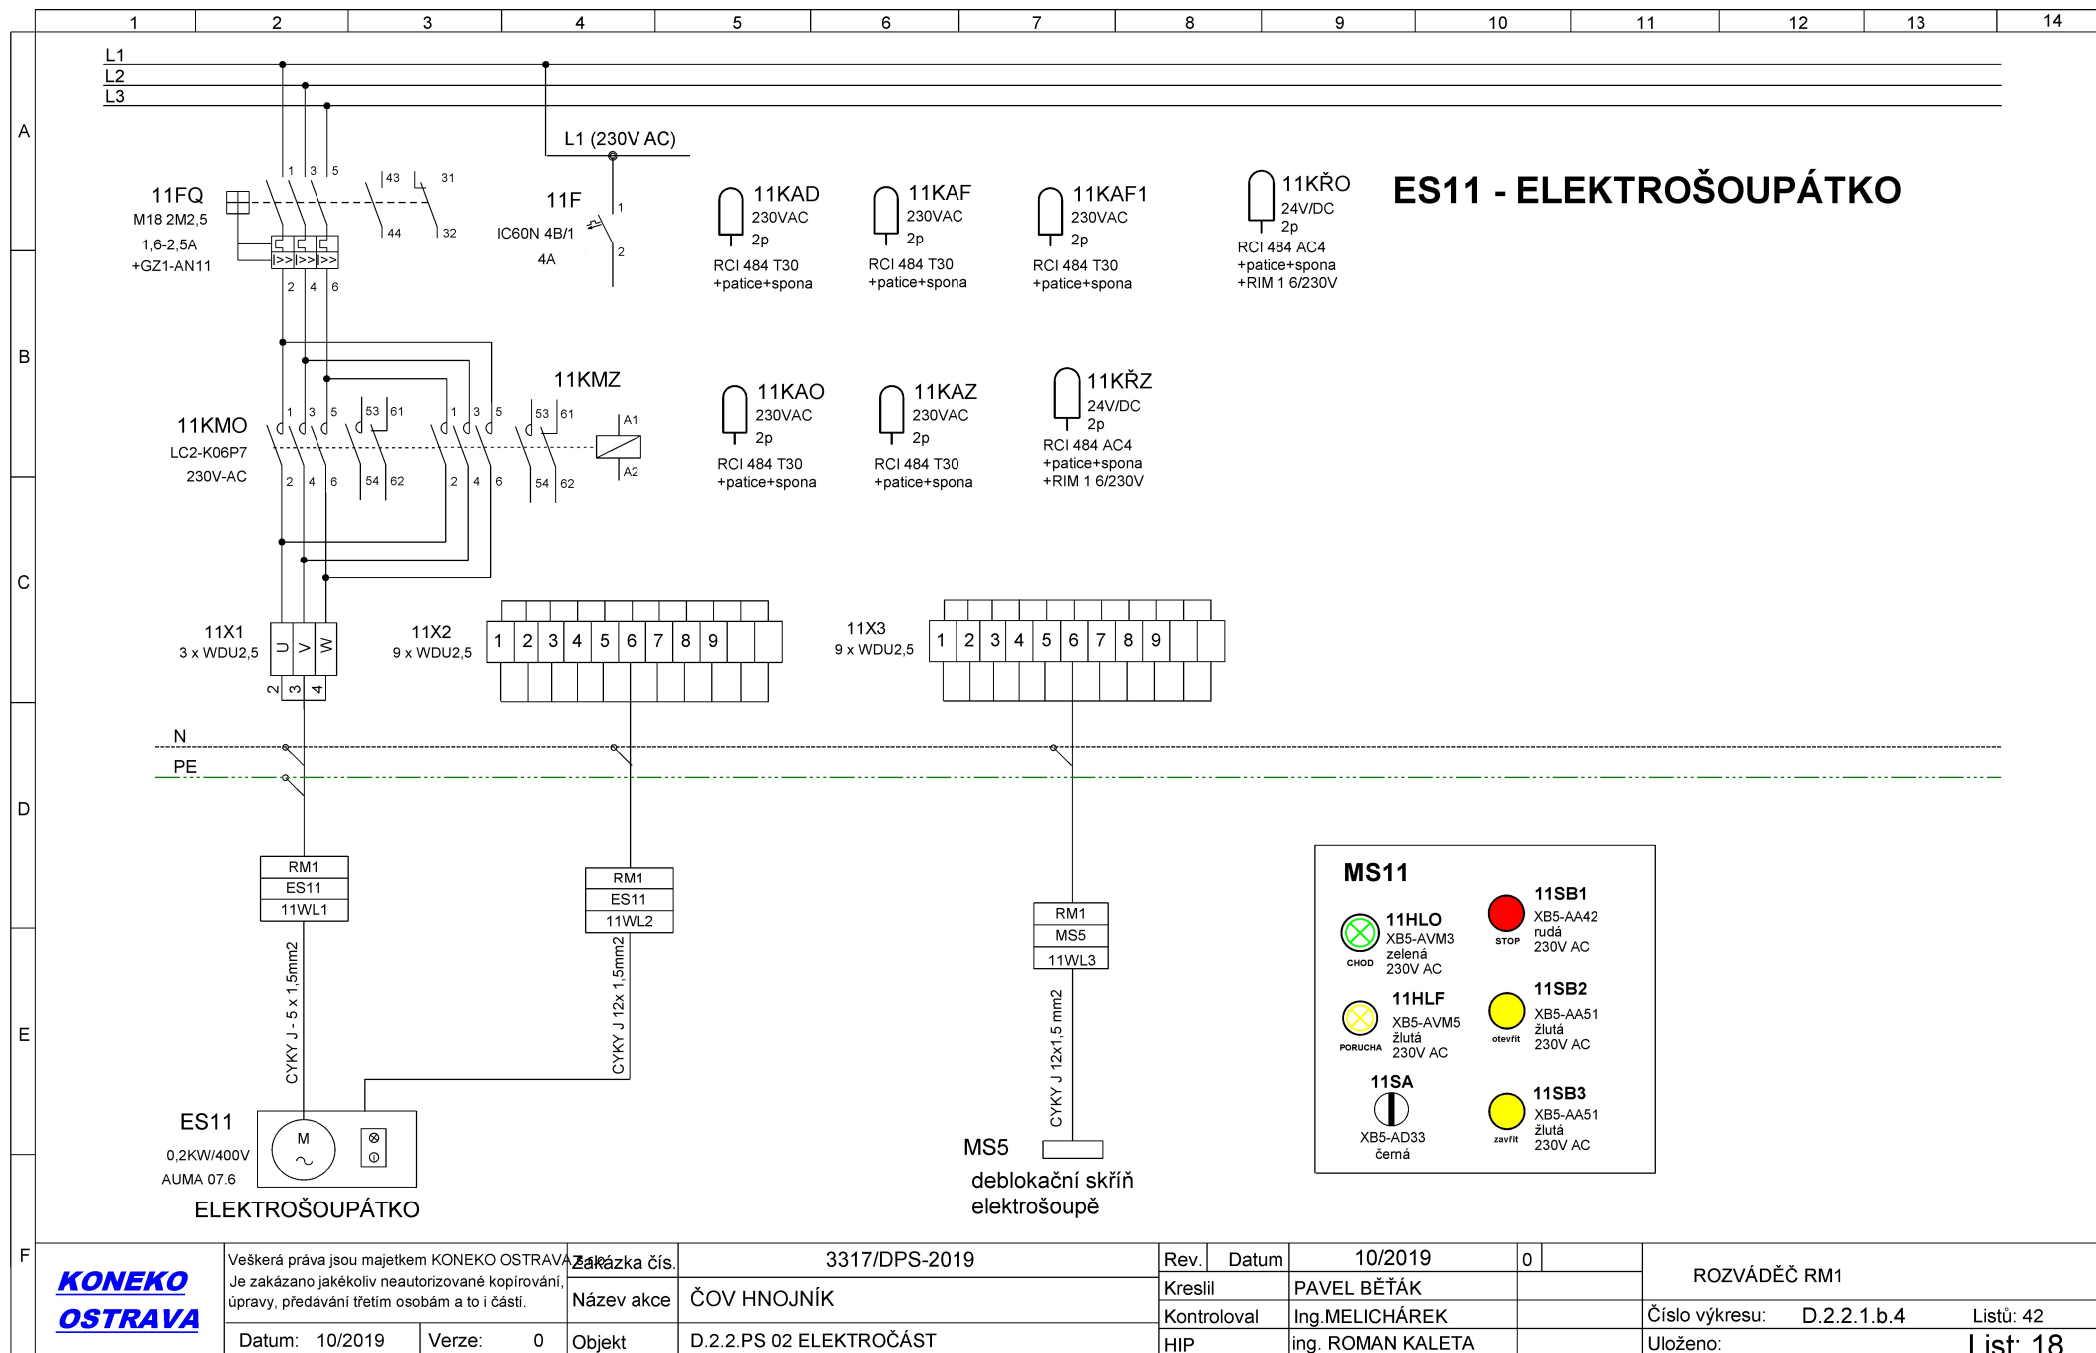 1 2 3 4 5 6 7 8 9 10 11 12 13 14
L1
L2
L3
A
B
C
D
E
F
L1 (230V AC)
ES11 - ELEKTROŠOUPÁTKO
11FQ
M18 2M2,5
1,6-2,5A
+GZ1-AN11
1 3 5
43 31
44 32
I>> I>> I>>
2 4 6
11F
IC60N 4B/1
4A
1
2
11KAD
230VAC
2p
RCI 484 T30
+patice+spona
11KAF
230VAC
2p
RCI 484 T30
+patice+spona
11KAF1
230VAC
2p
RCI 484 T30
+patice+spona
11KŘO
24V/DC
2p
RCI 484 AC4
+patice+spona
+RIM 1 6/230V
11KMO
LC2-K06P7
230V-AC
1 3 5 53 61
2 4 6 54 62
11KMZ
1 3 5 53 61
2 4 6 54 62
A1
A2
11KAO
230VAC
2p
RCI 484 T30
+patice+spona
11KAZ
230VAC
2p
RCI 484 T30
+patice+spona
11KŘZ
24V/DC
2p
RCI 484 AC4
+patice+spona
+RIM 1 6/230V
11X1
3 x WDU2,5
U V W
2 3 4
11X2
9 x WDU2,5
1 2 3 4 5 6 7 8 9
11X3
9 x WDU2,5
1 2 3 4 5 6 7 8 9
N
PE
RM1
ES11
11WL1
CYKY J - 5 x 1,5mm2
RM1
ES11
11WL2
CYKY J 12x 1,5mm2
RM1
MS5
11WL3
CYKY J 12x1,5 mm2
ES11
0,2KW/400V
AUMA 07.6
M
ELEKTROŠOUPÁTKO
MS5
deblokační skříň
elektrošoupě
MS11
11HLO
XB5-AVM3
zelená
230V AC
CHOD
11HLF
XB5-AVM5
žlutá
230V AC
PORUCHA
11SA
XB5-AD33
černá
11SB1
XB5-AA42
rudá
230V AC
STOP
11SB2
XB5-AA51
žlutá
230V AC
otevřít
11SB3
XB5-AA51
žlutá
230V AC
zavřít
KONEKO
OSTRAVA
Veškerá práva jsou majetkem KONEKO OSTRAVA
Je zakázano jakékoliv neautorizované kopírování,
úpravy, předávání třetím osobám a to i částí.
Datum: 10/2019 Verze: 0
Zakázka čís. 3317/DPS-2019
Název akce ČOV HNOJNÍK
Objekt D.2.2.PS 02 ELEKTROČÁST
Rev. Datum 10/2019 0
Kreslil PAVEL BĚŤÁK
Kontroloval Ing.MELICHÁREK
HIP ing. ROMAN KALETA
ROZVÁDĚČ RM1
Číslo výkresu: D.2.2.1.b.4 Listů: 42
Uloženo: List: 18